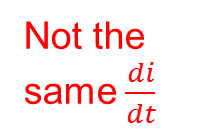 Not the
same di/dt